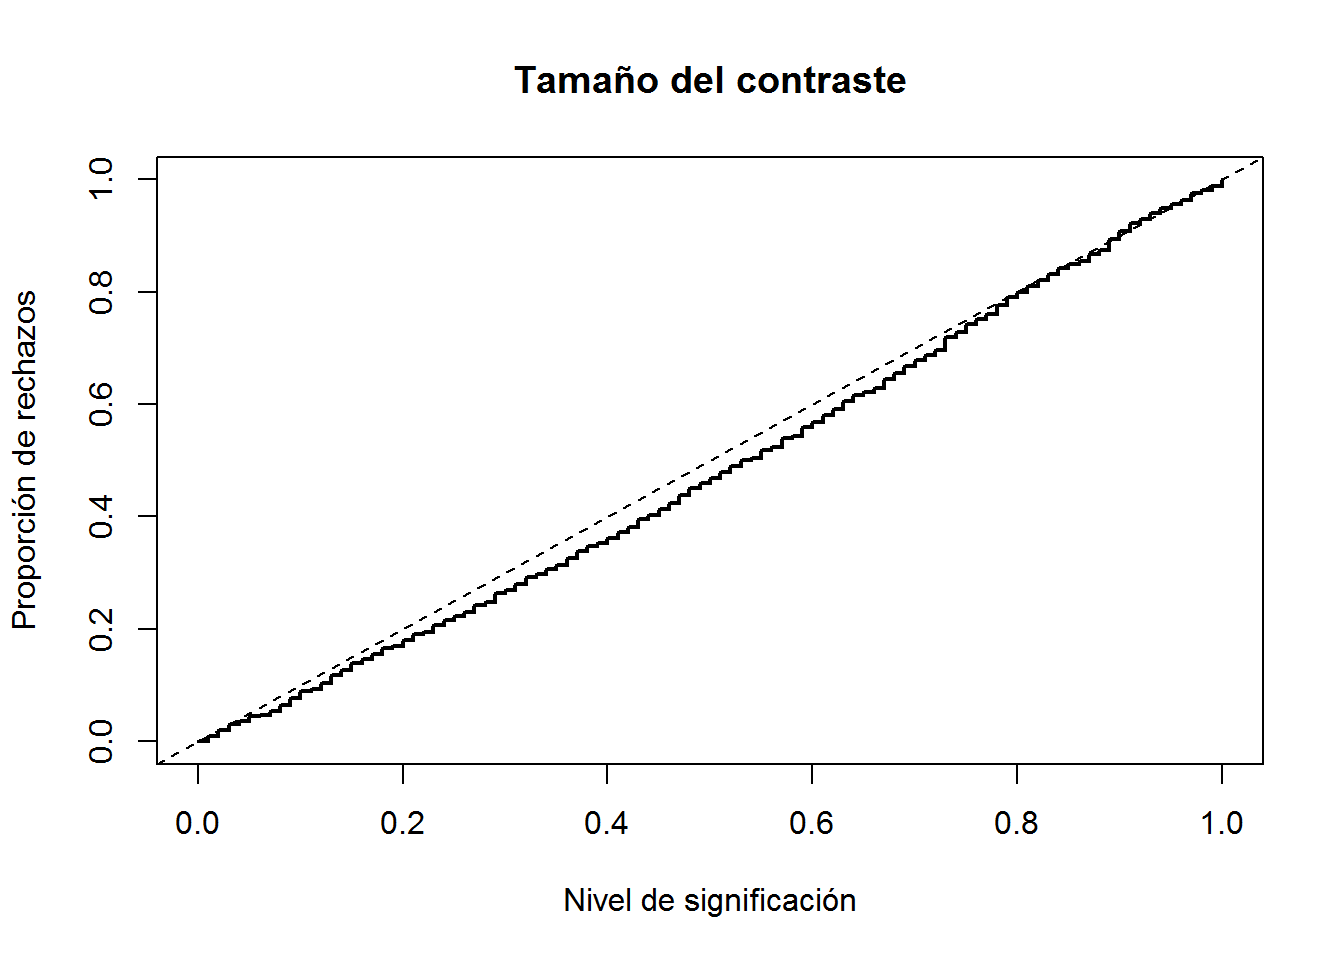 Tamaño del contraste
Proporción de rechazos
1.0
0.8
0.6
0.4
0.2
0.0
0.0 0.2 0.4 0.6 0.8 1.0
Nivel de significación